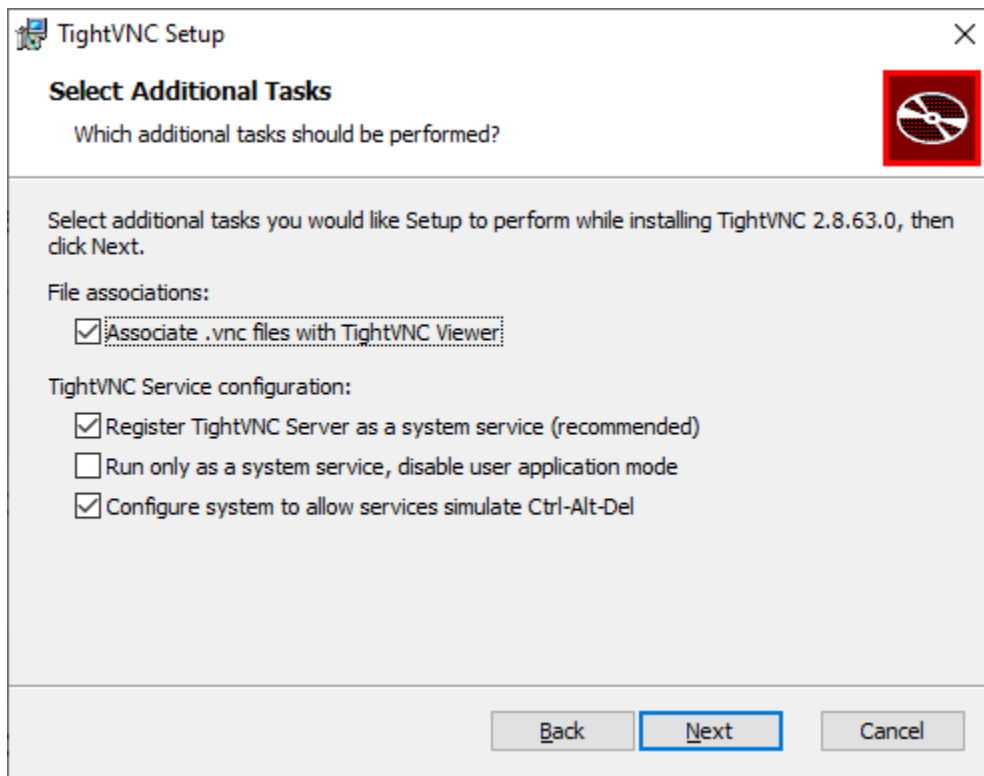 TightVNC Setup
Select Additional Tasks
Which additional tasks should be performed?
Select additional tasks you would like Setup to perform while installing TightVNC 2.8.63.0, then
click Next.
File associations:
Associate .vnc files with TightVNC Viewer
TightVNC Service configuration:
Register TightVNC Server as a system service (recommended)
Run only as a system service, disable user application mode
Configure system to allow services simulate Ctrl-Alt-Del
Back Next Cancel